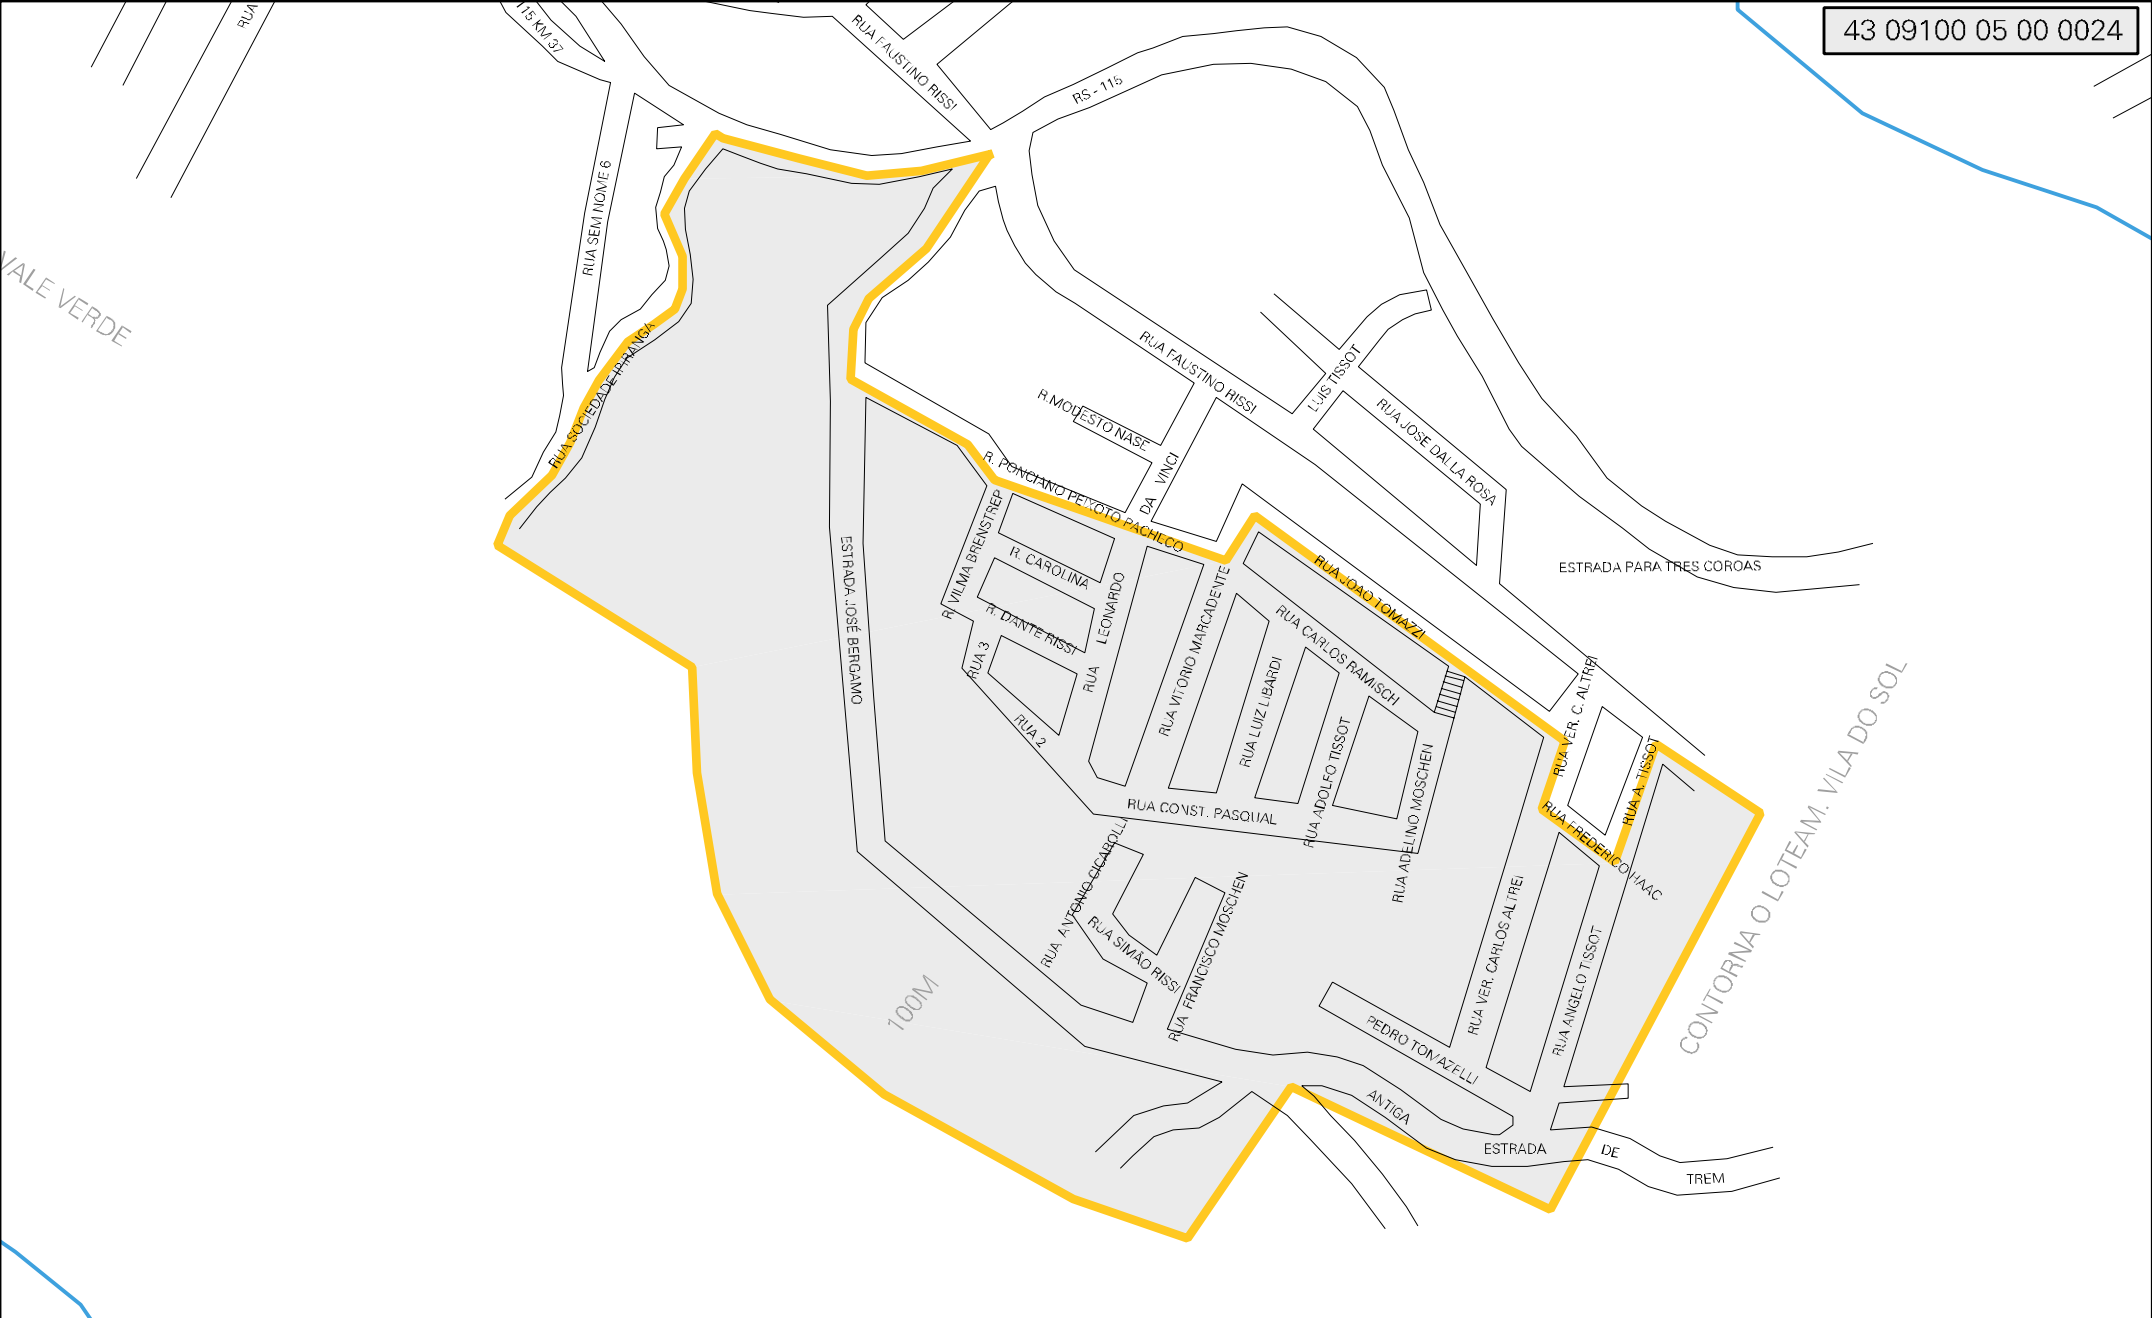 RUA
115 KM 37
RUA FAUSTINO RISSI
RS - 115
43 09100 05 00 0024
RUA SEM NOME 6
VALE VERDE
RUA SOCIEDADE IPIRANGA
RUA FAUSTINO RISSI
LUIS TISSOT
R.MODESTO NASE
RUA JOSE DALLA ROSA
R. PONCIANO PEIXOTO PACHECO
DA VINCI
ESTRADA PARA TRES COROAS
R. VILMA BRENSTREP
R. CAROLINA
R. DANTE RISSI
RUA LEONARDO
RUA 3
RUA 2
ESTRADA JOSÉ BERGAMO
RUA VITORIO MARCADENTE
RUA JOAO TOMAZZI
RUA CARLOS RAMISCH
RUA LUIZ LIBARDI
RUA ADOLFO TISSOT
RUA ADELINO MOSCHEN
RUA CONST. PASQUAL
RUA VER. C. ALTREI
RUA A. TISSOT
RUA FREDERICO HAAC
CONTORNA O LOTEAM. VILA DO SOL
RUA ANTONIO CICAROLLI
RUA SIMÃO RISSI
RUA FRANCISCO MOSCHEN
RUA VER. CARLOS ALTREI
RUA ANGELO TISSOT
100M
PEDRO TOMAZELLI
ANTIGA
ESTRADA
DE
TREM